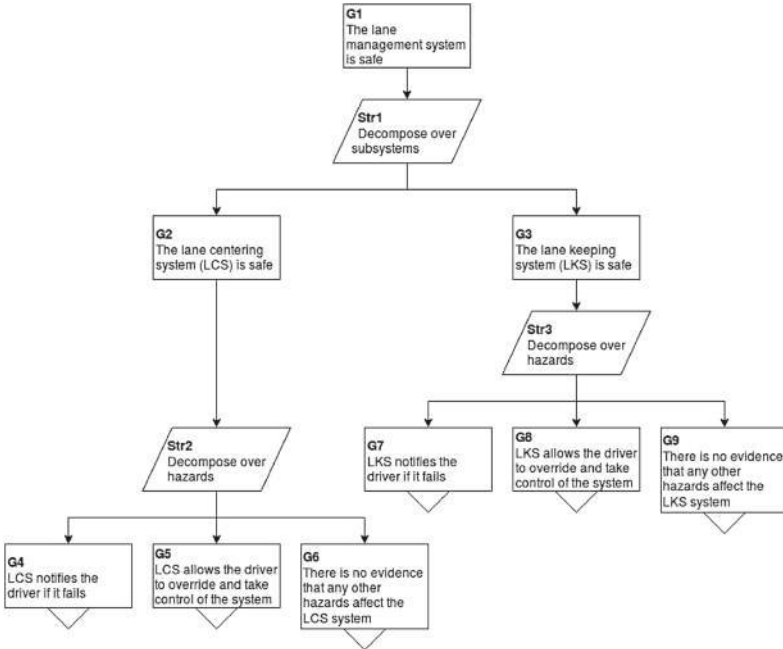 G1
The lane
management system
is safe
Str1
Decompose over
subsystems
G2
The lane centering
system (LCS) is safe
G3
The lane keeping
system (LKS) is safe
Str3
Decompose over
hazards
Str2
Decompose over
hazards
G7
LKS notifies the
driver if it fails
G8
LKS allows the driver
to override and take
control of the system
G9
There is no evidence
that any other
hazards affect the
LKS system
G4
LCS notifies the
driver if it fails
G5
LCS allows the driver
to override and take
control of the system
G6
There is no evidence
that any other
hazards affect the
LCS system